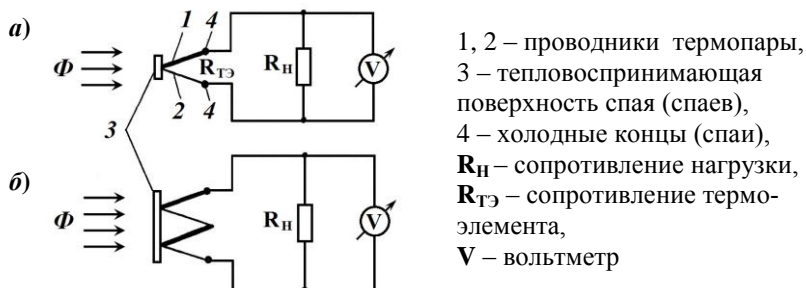 а)
Ф
1
4
R_ТЭ
2
4
R_Н
V
3
б)
Ф
R_Н
V
1, 2 – проводники термопары,
3 – тепловоспринимающая
поверхность спая (спаев),
4 – холодные концы (спаи),
R_Н – сопротивление нагрузки,
R_ТЭ – сопротивление термо-
элемента,
V – вольтметр